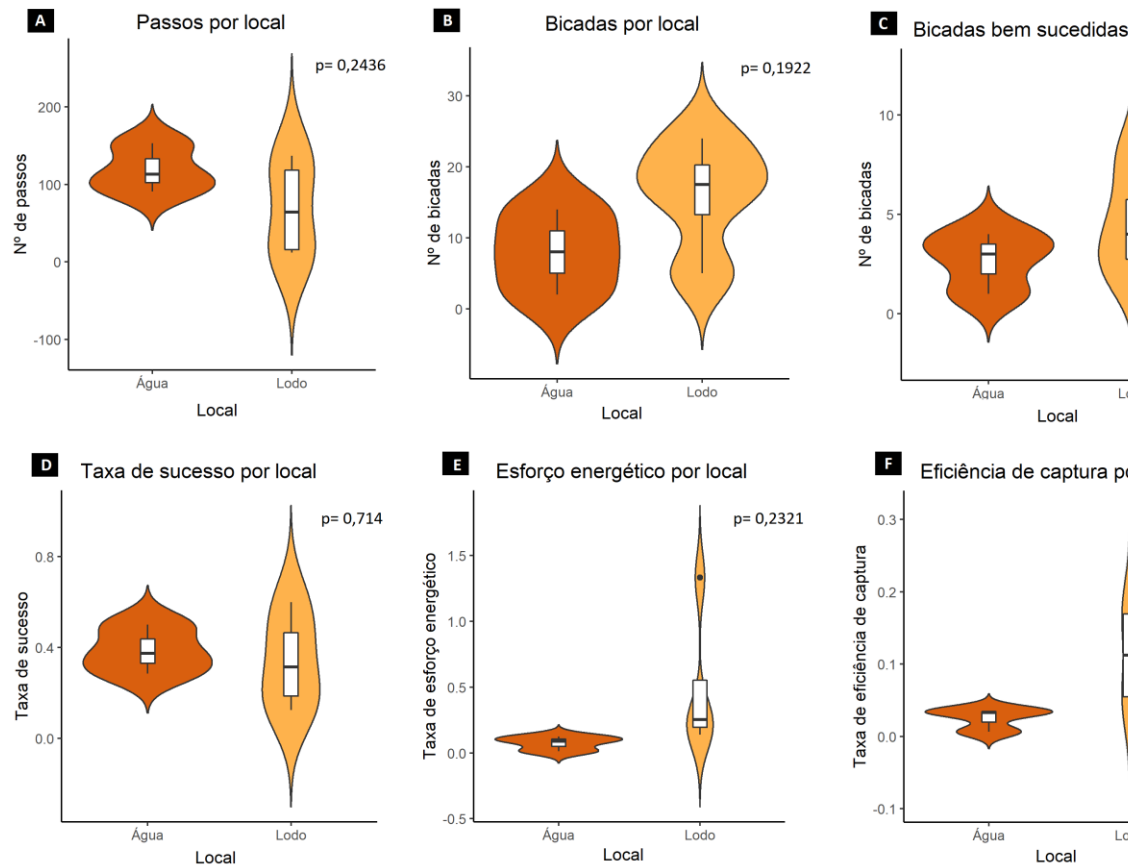 A Passos por local
p= 0,2436
Nº de passos
200
100
0
-100
Água Lodo
Local
B Bicadas por local
p= 0,1922
Nº de bicadas
30
20
10
0
Água Lodo
Local
C Bicadas bem sucedidas
Nº de bicadas
10
5
0
Água
Local
D Taxa de sucesso por local
p= 0,714
Taxa de sucesso
0.8
0.4
0.0
Água Lodo
Local
E Esforço energético por local
p= 0,2321
Taxa de esforço energético
1.5
1.0
0.5
0.0
-0.5
Água Lodo
Local
F Eficiência de captura
Taxa de eficiência de captura
0.3
0.2
0.1
0.0
-0.1
Água
Local